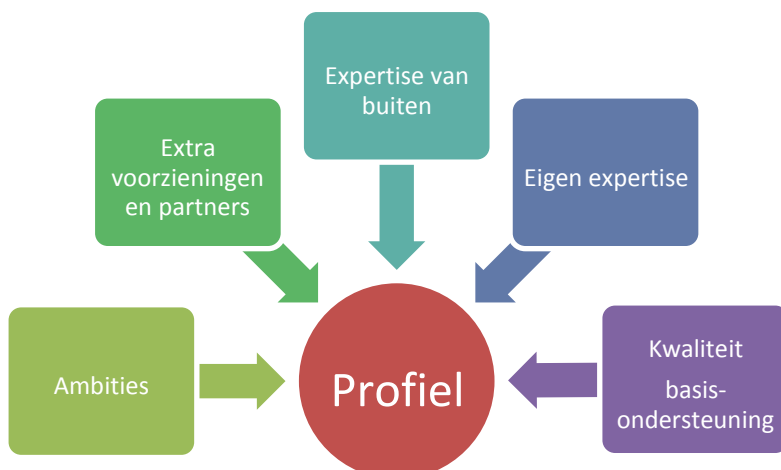 Expertise van
buiten
Extra
voorzieningen
en partners
Eigen expertise
Ambities
Profiel
Kwaliteit
basis-
ondersteuning